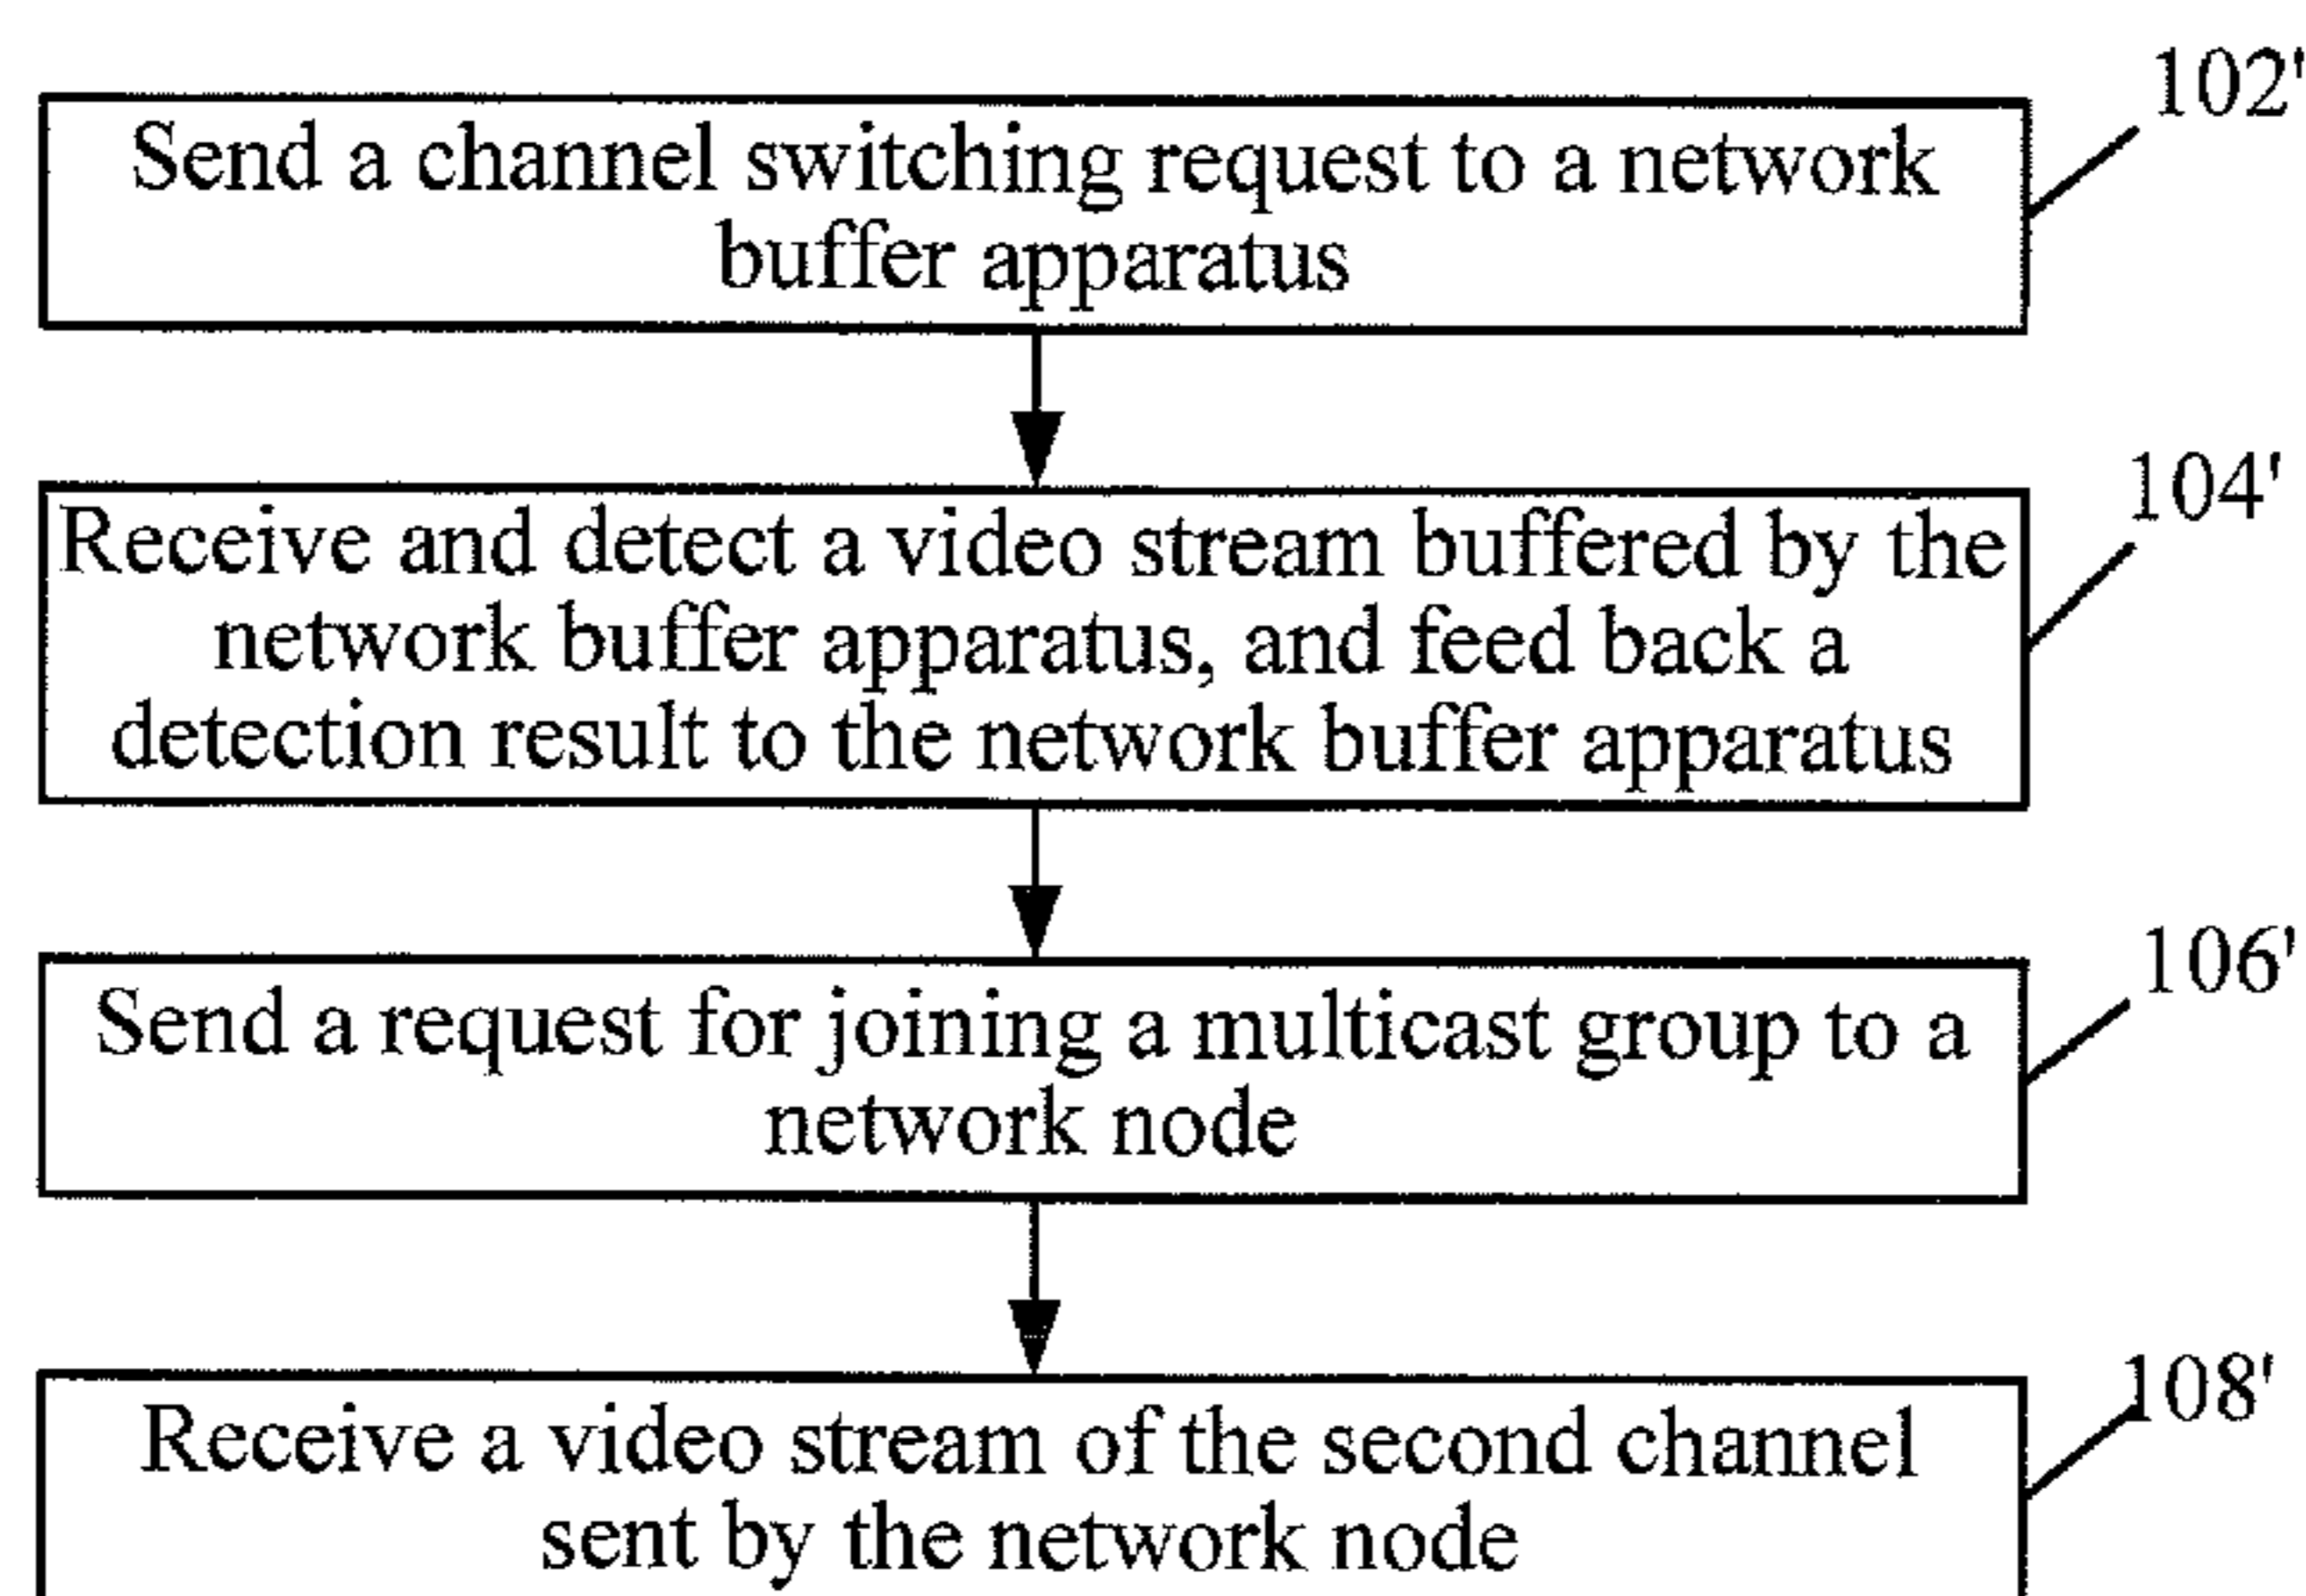 102'
Send a channel switching request to a network
buffer apparatus
104'
Receive and detect a video stream buffered by the
network buffer apparatus, and feed back a
detection result to the network buffer apparatus
106'
Send a request for joining a multicast group to a
network node
108'
Receive a video stream of the second channel
sent by the network node